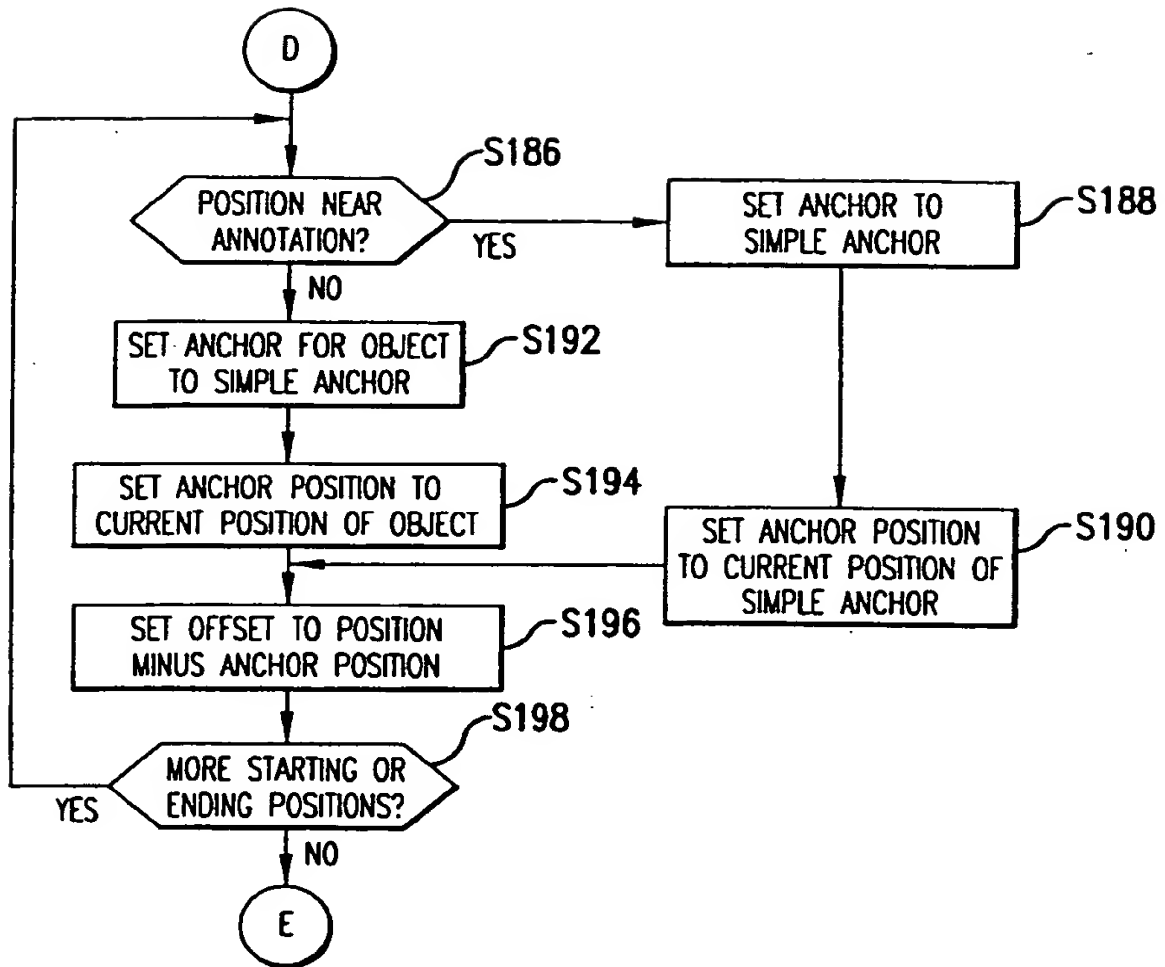 D
S186
POSITION NEAR
ANNOTATION?
YES
NO
SET ANCHOR TO
SIMPLE ANCHOR
S188
SET ANCHOR FOR OBJECT
TO SIMPLE ANCHOR
S192
SET ANCHOR POSITION TO
CURRENT POSITION OF OBJECT
S194
SET ANCHOR POSITION
TO CURRENT POSITION OF
SIMPLE ANCHOR
S190
SET OFFSET TO POSITION
MINUS ANCHOR POSITION
S196
S198
MORE STARTING OR
ENDING POSITIONS?
YES
NO
E